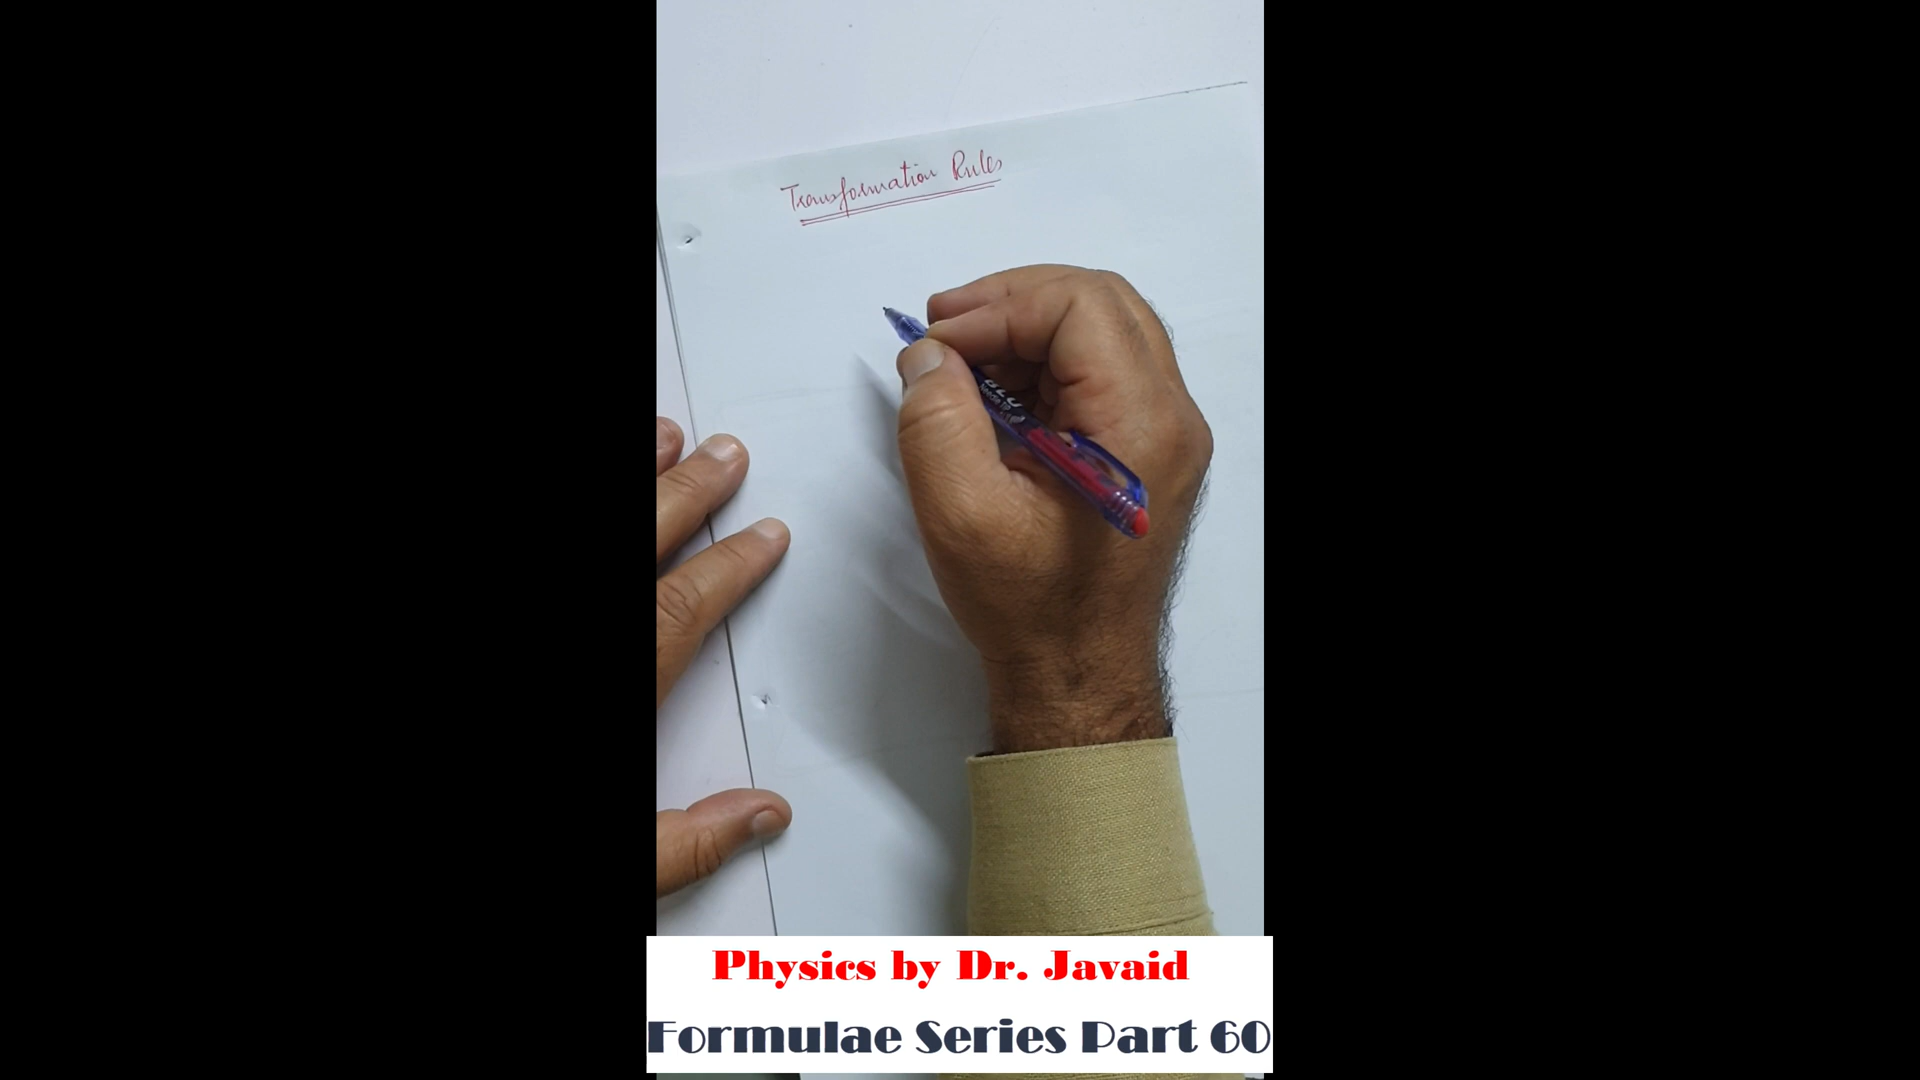 Transformation Rules
Physics by Dr. Javaid
Formulae Series Part 60